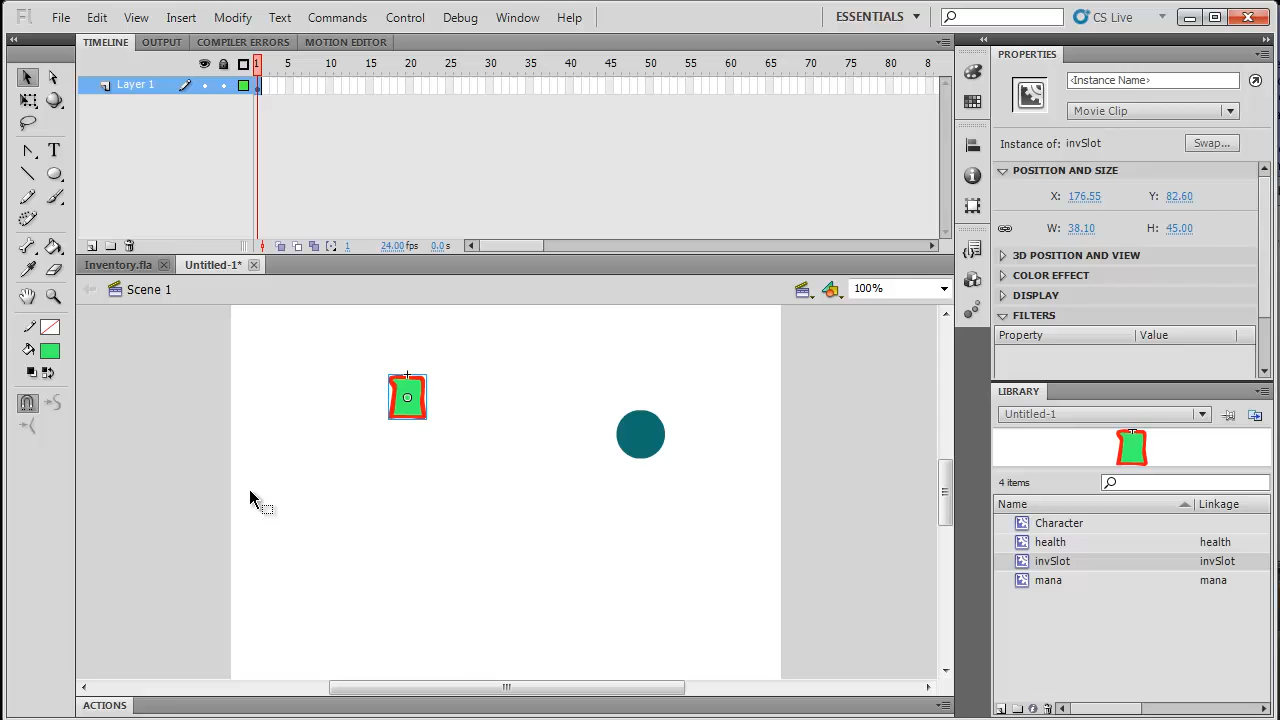 Fl File Edit View Insert Modify Text Commands Control Debug Window Help ESSENTIALS CS Live
TIMELINE OUTPUT COMPILER ERRORS MOTION EDITOR
1 5 10 15 20 25 30 35 40 45 50 55 60 65 70 75 80 8
Layer 1
1 24.00 fps 0.0 s
Inventory.fla Untitled-1*
Scene 1 100%
ACTIONS
PROPERTIES
<Instance Name>
Movie Clip
Instance of: invSlot Swap...
POSITION AND SIZE
X: 176.55 Y: 82.60
W: 38.10 H: 45.00
3D POSITION AND VIEW
COLOR EFFECT
DISPLAY
FILTERS
Property Value
LIBRARY
Untitled-1
4 items
Name Linkage
Character
health health
invSlot invSlot
mana mana